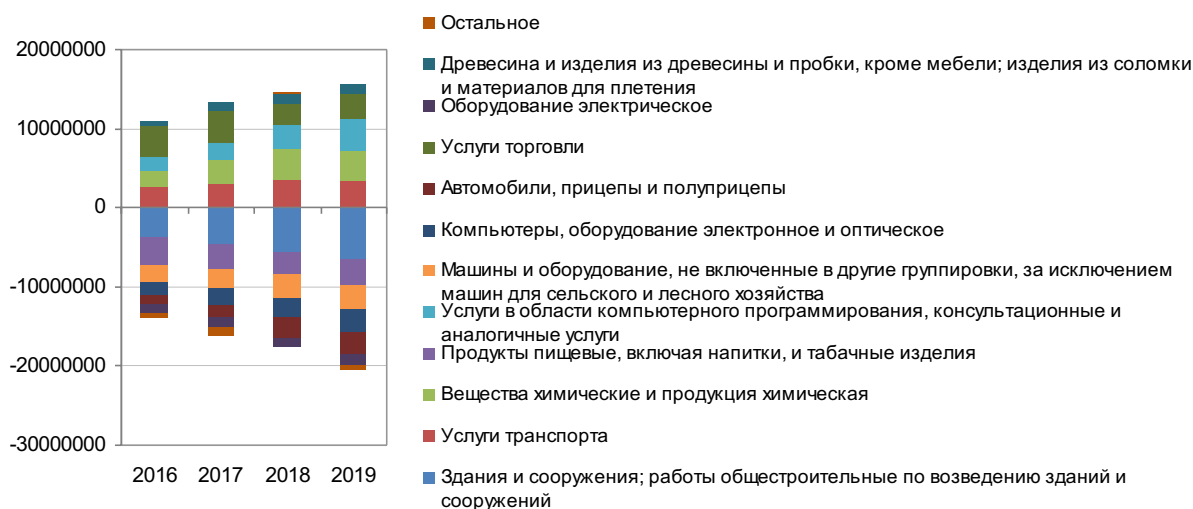 20000000
10000000
0
-10000000
-20000000
-30000000
2016 2017 2018 2019
Остальное
Древесина и изделия из древесины и пробки, кроме мебели; изделия из соломки
и материалов для плетения
Оборудование электрическое
Услуги торговли
Автомобили, прицепы и полуприцепы
Компьютеры, оборудование электронное и оптическое
Машины и оборудование, не включенные в другие группировки, за исключением
машин для сельского и лесного хозяйства
Услуги в области компьютерного программирования, консультационные и
аналогичные услуги
Продукты пищевые, включая напитки, и табачные изделия
Вещества химические и продукция химическая
Услуги транспорта
Здания и сооружения; работы общестроительные по возведению зданий и
сооружений